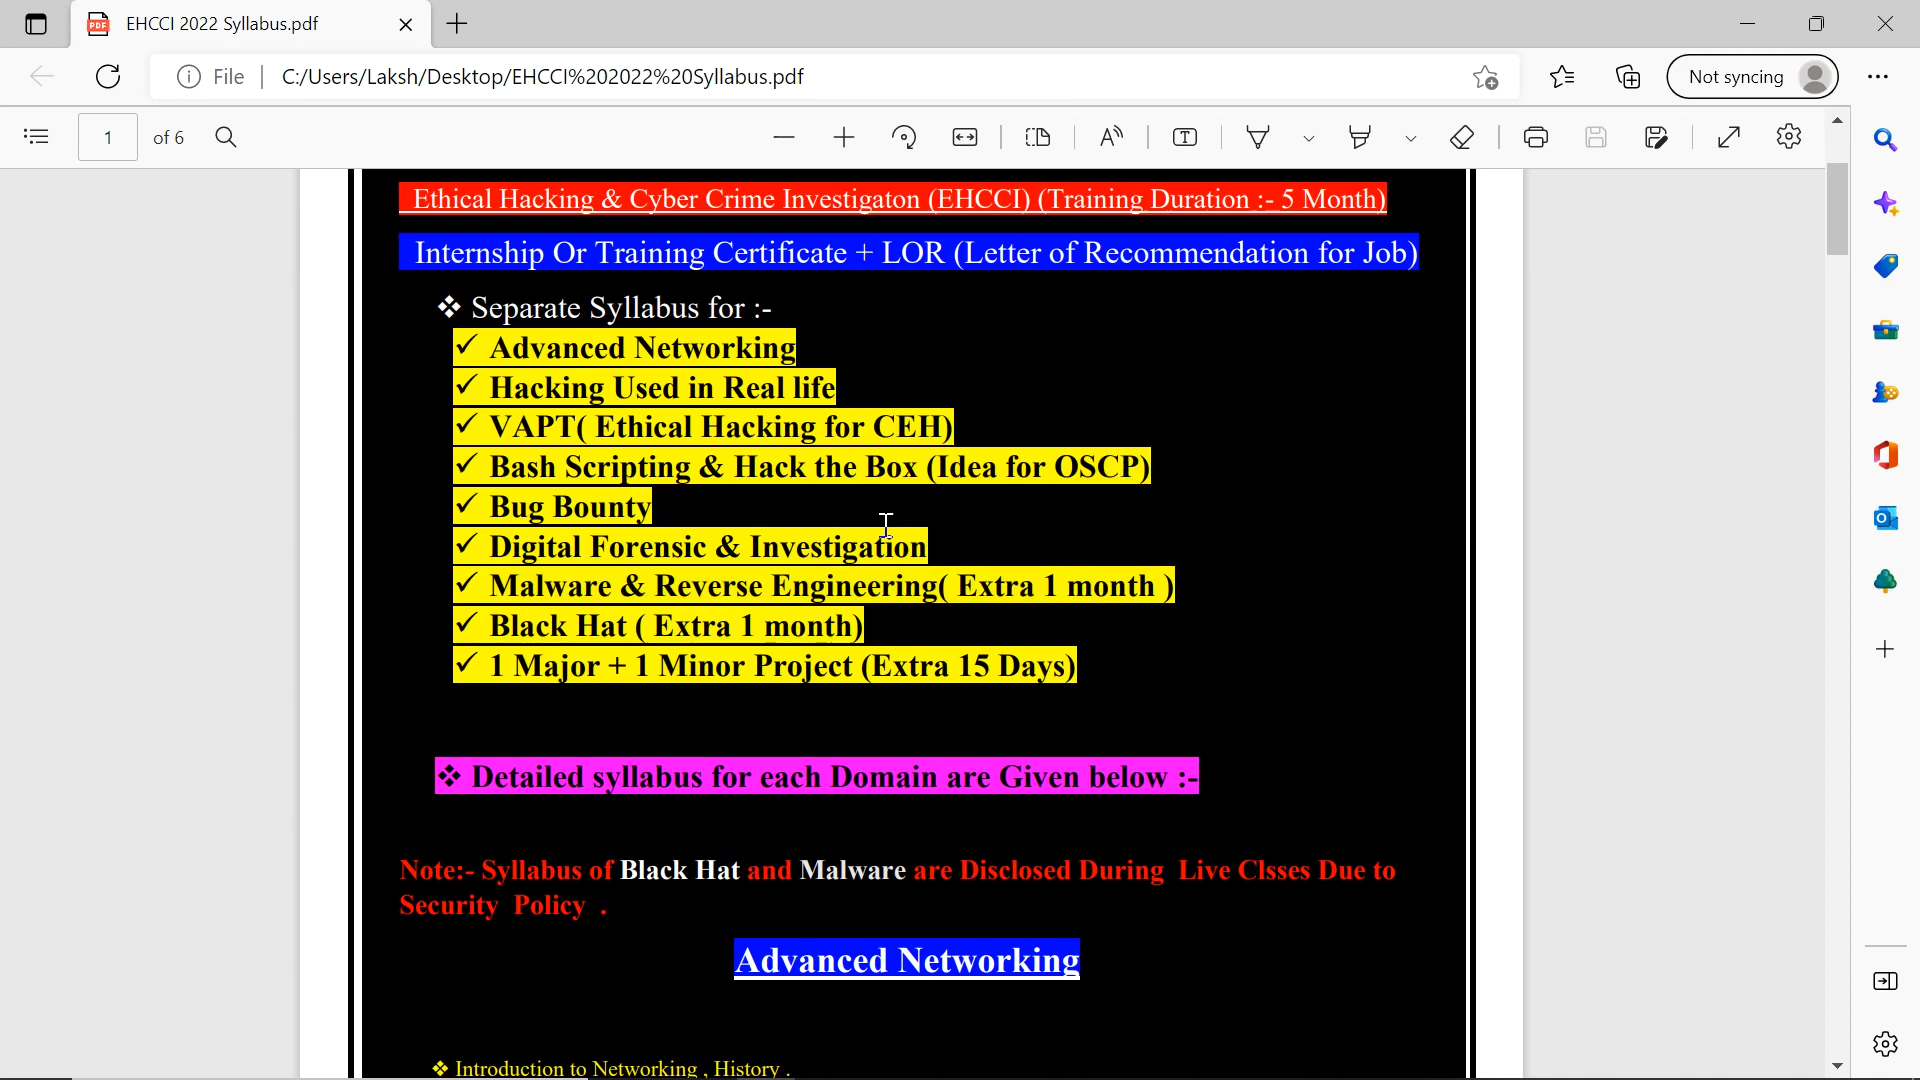 EHCCI 2022 Syllabus.pdf
File
C:/Users/Laksh/Desktop/EHCCI%202022%20Syllabus.pdf
Not syncing
1 of 6
Ethical Hacking & Cyber Crime Investigaton (EHCCI) (Training Duration :- 5 Month)
Internship Or Training Certificate + LOR (Letter of Recommendation for Job)
❖ Separate Syllabus for :-
✓ Advanced Networking
✓ Hacking Used in Real life
✓ VAPT( Ethical Hacking for CEH)
✓ Bash Scripting & Hack the Box (Idea for OSCP)
✓ Bug Bounty
✓ Digital Forensic & Investigation
✓ Malware & Reverse Engineering( Extra 1 month )
✓ Black Hat ( Extra 1 month)
✓ 1 Major + 1 Minor Project (Extra 15 Days)
❖ Detailed syllabus for each Domain are Given below :-
Note:- Syllabus of Black Hat and Malware are Disclosed During Live Clsses Due to
Security Policy .
Advanced Networking
❖ Introduction to Networking , History .